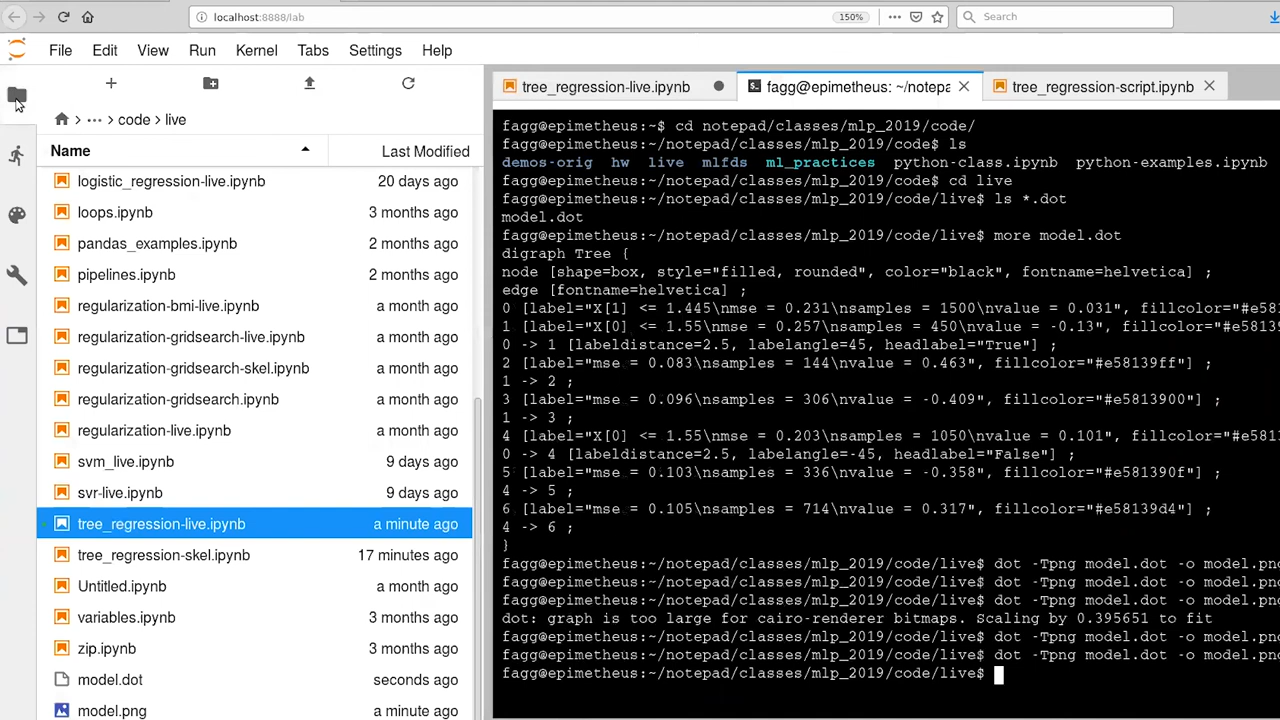 localhost:8888/lab
150%
Search
File Edit View Run Kernel Tabs Settings Help
tree_regression-live.ipynb
fagg@epimetheus: ~/notepa
tree_regression-script.ipynb
code live
Name Last Modified
logistic_regression-live.ipynb 20 days ago
loops.ipynb 3 months ago
pandas_examples.ipynb 2 months ago
pipelines.ipynb 2 months ago
regularization-bmi-live.ipynb a month ago
regularization-gridsearch-live.ipynb a month ago
regularization-gridsearch-skel.ipynb a month ago
regularization-gridsearch.ipynb a month ago
regularization-live.ipynb a month ago
svm_live.ipynb 9 days ago
svr-live.ipynb 9 days ago
tree_regression-live.ipynb a minute ago
tree_regression-skel.ipynb 17 minutes ago
Untitled.ipynb a month ago
variables.ipynb 3 months ago
zip.ipynb 3 months ago
model.dot seconds ago
model.png a minute ago
fagg@epimetheus:~$ cd notepad/classes/mlp_2019/code/
fagg@epimetheus:~/notepad/classes/mlp_2019/code$ ls
demos-orig hw live mlfds ml_practices python-class.ipynb python-examples.ipynb
fagg@epimetheus:~/notepad/classes/mlp_2019/code$ cd live
fagg@epimetheus:~/notepad/classes/mlp_2019/code/live$ ls *.dot
model.dot
fagg@epimetheus:~/notepad/classes/mlp_2019/code/live$ more model.dot
digraph Tree {
node [shape=box, style="filled, rounded", color="black", fontname=helvetica] ;
edge [fontname=helvetica] ;
0 [label="X[1] <= 1.445\nmse = 0.231\nsamples = 1500\nvalue = 0.031", fillcolor="#e5
1 [label="X[0] <= 1.55\nmse = 0.257\nsamples = 450\nvalue = -0.13", fillcolor="#e5813
0 -> 1 [labeldistance=2.5, labelangle=45, headlabel="True"] ;
2 [label="mse = 0.083\nsamples = 144\nvalue = 0.463", fillcolor="#e58139ff"] ;
1 -> 2 ;
3 [label="mse = 0.096\nsamples = 306\nvalue = -0.409", fillcolor="#e5813900"] ;
1 -> 3 ;
4 [label="X[0] <= 1.55\nmse = 0.203\nsamples = 1050\nvalue = 0.101", fillcolor="#e581
0 -> 4 [labeldistance=2.5, labelangle=-45, headlabel="False"] ;
5 [label="mse = 0.103\nsamples = 336\nvalue = -0.358", fillcolor="#e581390f"] ;
4 -> 5 ;
6 [label="mse = 0.105\nsamples = 714\nvalue = 0.317", fillcolor="#e58139d4"] ;
4 -> 6 ;
}
fagg@epimetheus:~/notepad/classes/mlp_2019/code/live$ dot -Tpng model.dot -o model.pn
fagg@epimetheus:~/notepad/classes/mlp_2019/code/live$ dot -Tpng model.dot -o model.pn
fagg@epimetheus:~/notepad/classes/mlp_2019/code/live$ dot -Tpng model.dot -o model.pn
dot: graph is too large for cairo-renderer bitmaps. Scaling by 0.395651 to fit
fagg@epimetheus:~/notepad/classes/mlp_2019/code/live$ dot -Tpng model.dot -o model.pn
fagg@epimetheus:~/notepad/classes/mlp_2019/code/live$ dot -Tpng model.dot -o model.pn
fagg@epimetheus:~/notepad/classes/mlp_2019/code/live$